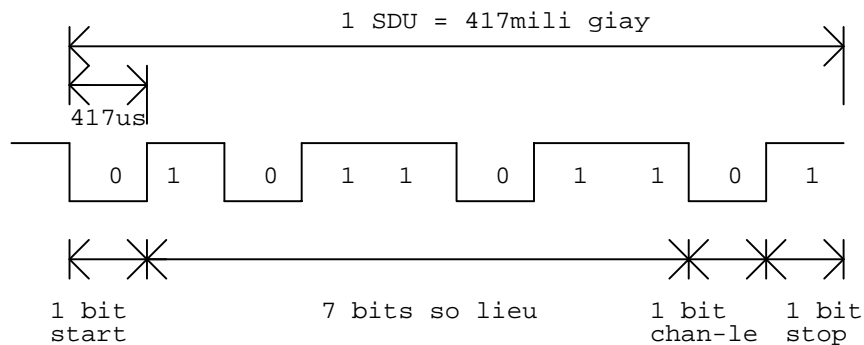 1 SDU = 417mili giay
417us
0 1 0 1 1 0 1 1 0 1
1 bit 7 bits so lieu 1 bit 1 bit
start chan-le stop